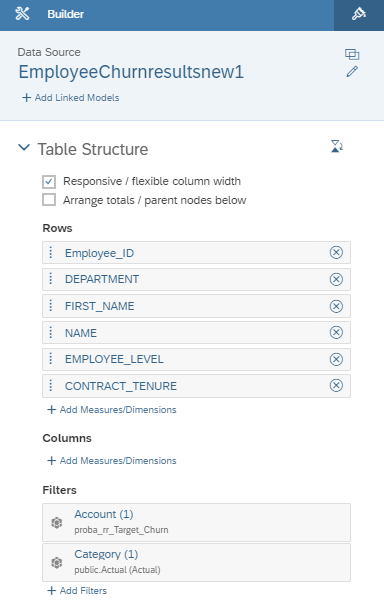 Builder
Data Source
EmployeeChurnresultsnew1
+ Add Linked Models
Table Structure
Responsive / flexible column width
Arrange totals / parent nodes below
Rows
Employee_ID
DEPARTMENT
FIRST_NAME
NAME
EMPLOYEE_LEVEL
CONTRACT_TENURE
+ Add Measures/Dimensions
Columns
+ Add Measures/Dimensions
Filters
Account (1)
proba_rr_Target_Churn
Category (1)
public.Actual (Actual)
+ Add Filters